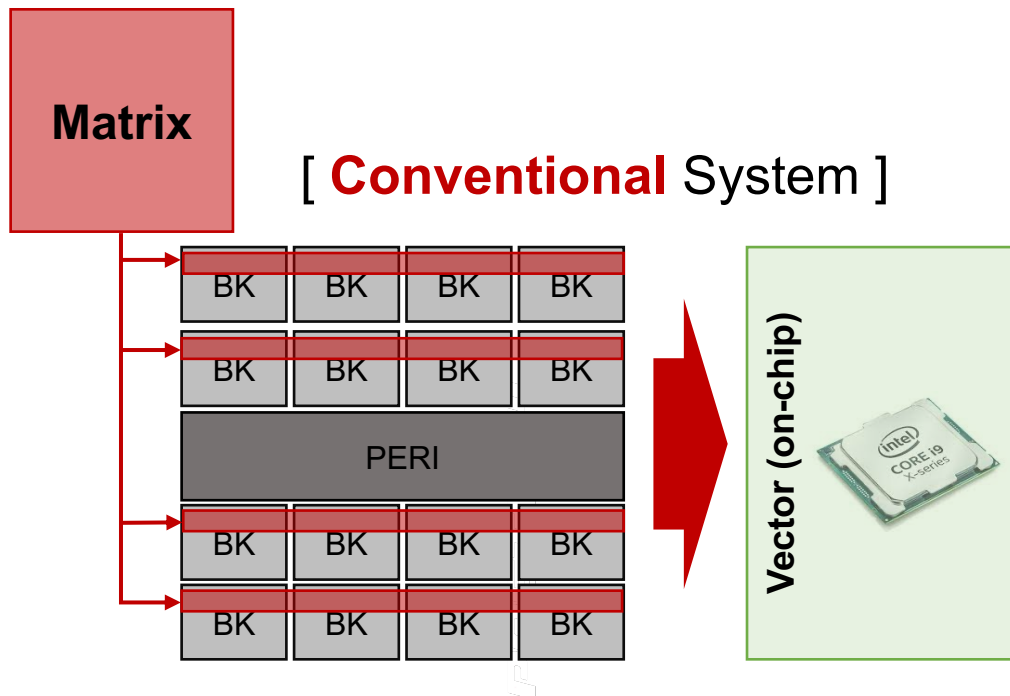 Matrix
[ Conventional System ]
BK BK BK BK
BK BK BK BK
PERI
BK BK BK BK
BK BK BK BK
Vector (on-chip)
intel
CORE i9
X-series